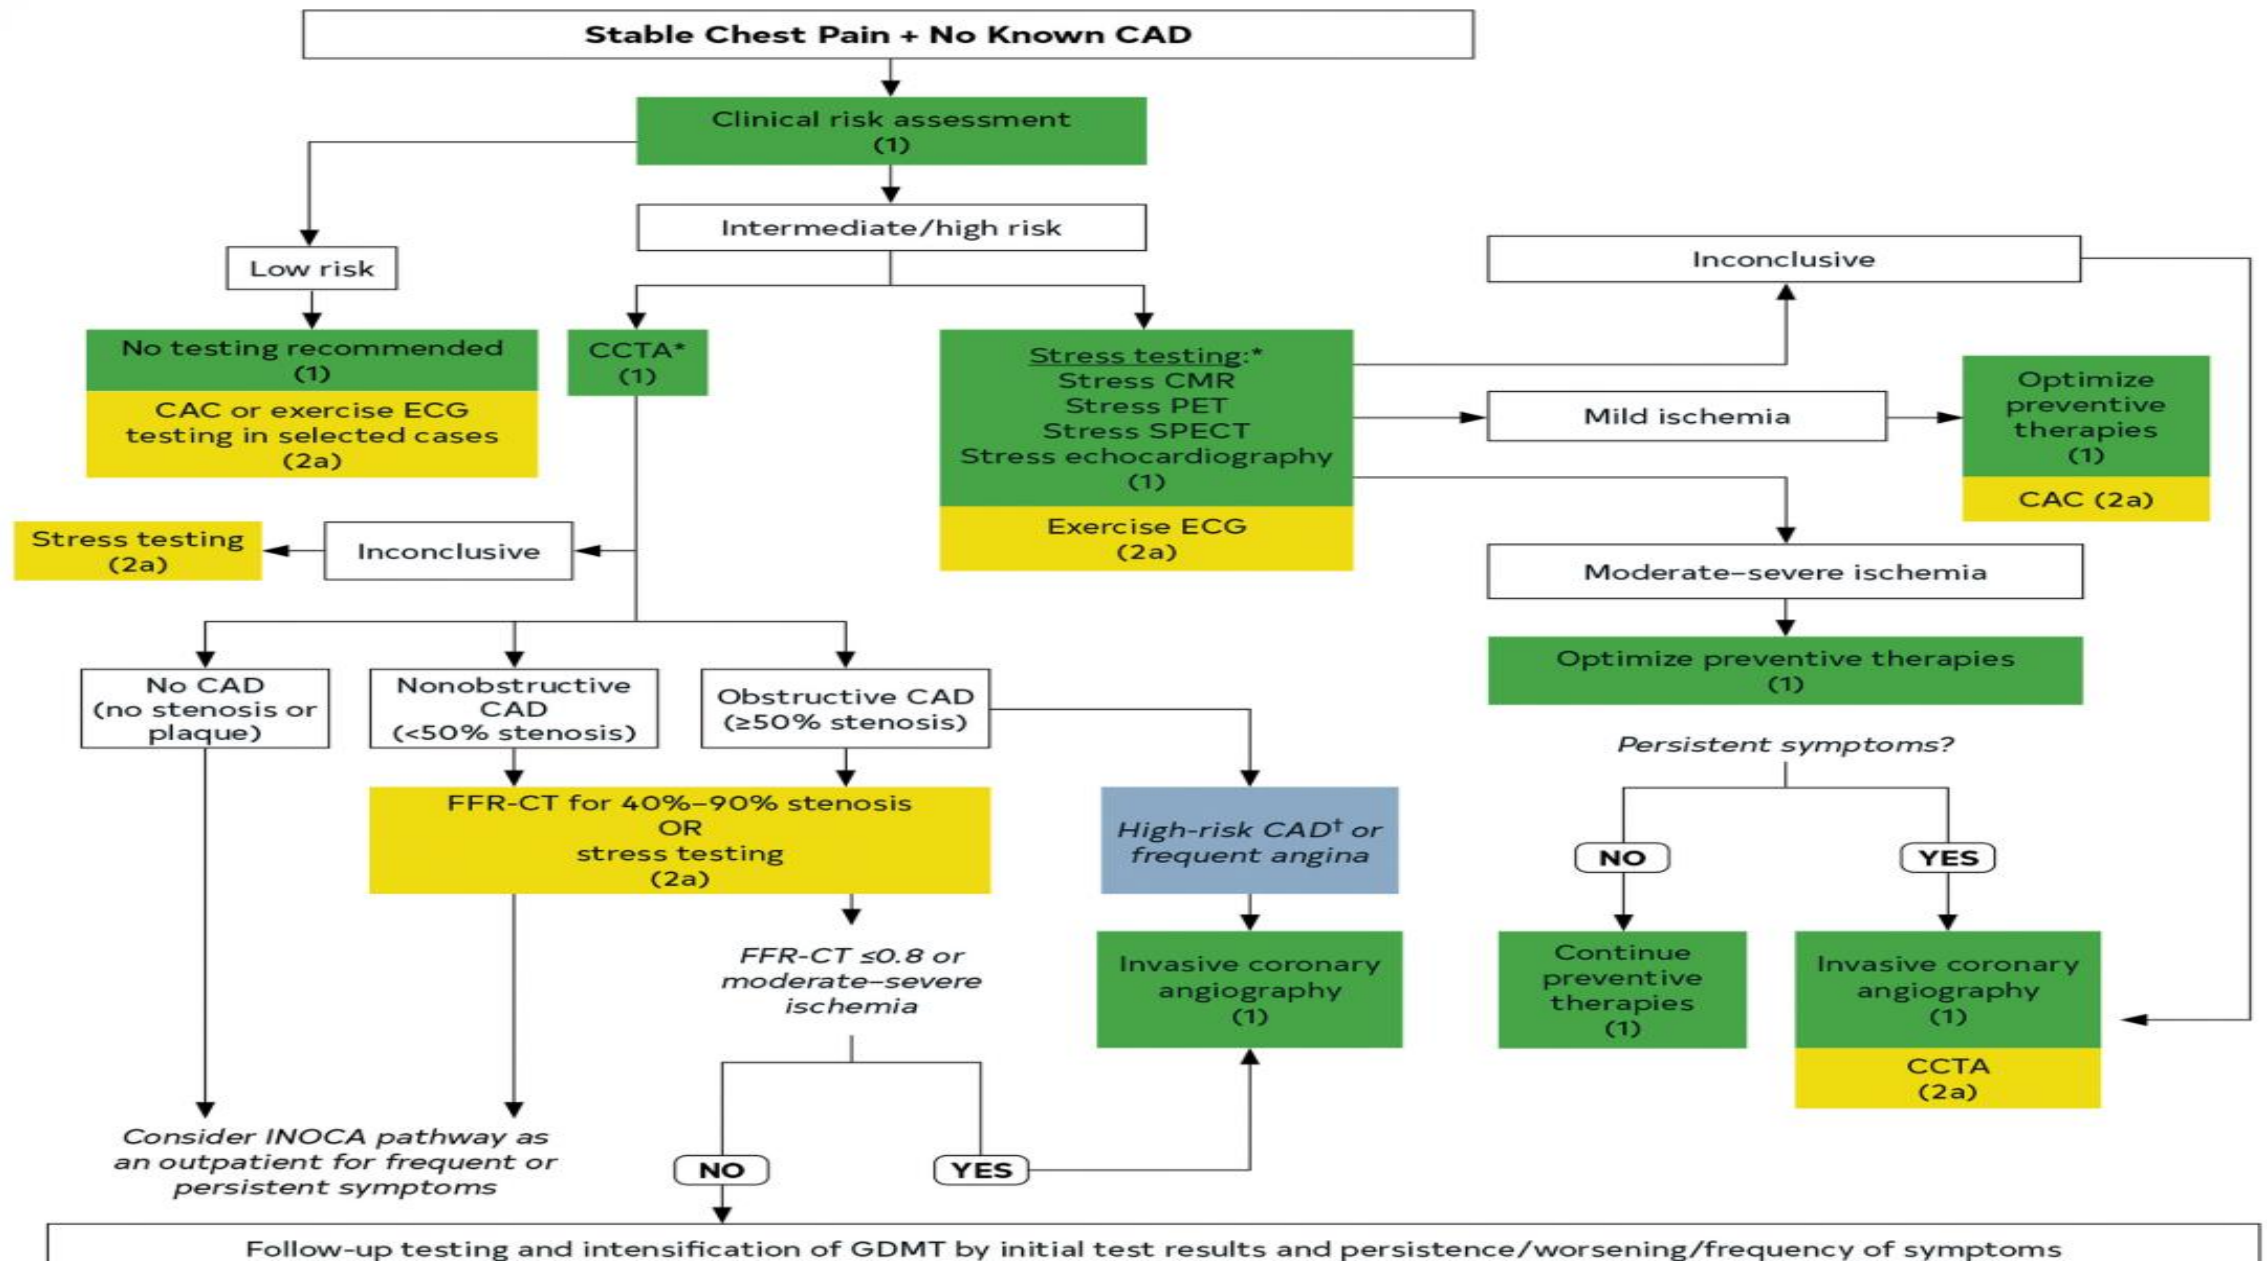 Stable Chest Pain + No Known CAD
Clinical risk assessment
(1)
Intermediate/high risk
Low risk
No testing recommended
(1)
CAC or exercise ECG
testing in selected cases
(2a)
CCTA*
(1)
Stress testing:*
Stress CMR
Stress PET
Stress SPECT
Stress echocardiography
(1)
Exercise ECG
(2a)
Inconclusive
Mild ischemia
Optimize
preventive
therapies
(1)
CAC (2a)
Moderate–severe ischemia
Optimize preventive therapies
(1)
Persistent symptoms?
NO
YES
Continue
preventive
therapies
(1)
Invasive coronary
angiography
(1)
CCTA
(2a)
Stress testing
(2a)
Inconclusive
No CAD
(no stenosis or
plaque)
Nonobstructive
CAD
(<50% stenosis)
Obstructive CAD
(≥50% stenosis)
FFR-CT for 40%–90% stenosis
OR
stress testing
(2a)
High-risk CAD† or
frequent angina
FFR-CT ≤0.8 or
moderate–severe
ischemia
Invasive coronary
angiography
(1)
Consider INOCA pathway as
an outpatient for frequent or
persistent symptoms
NO
YES
Follow-up testing and intensification of GDMT by initial test results and persistence/worsening/frequency of symptoms